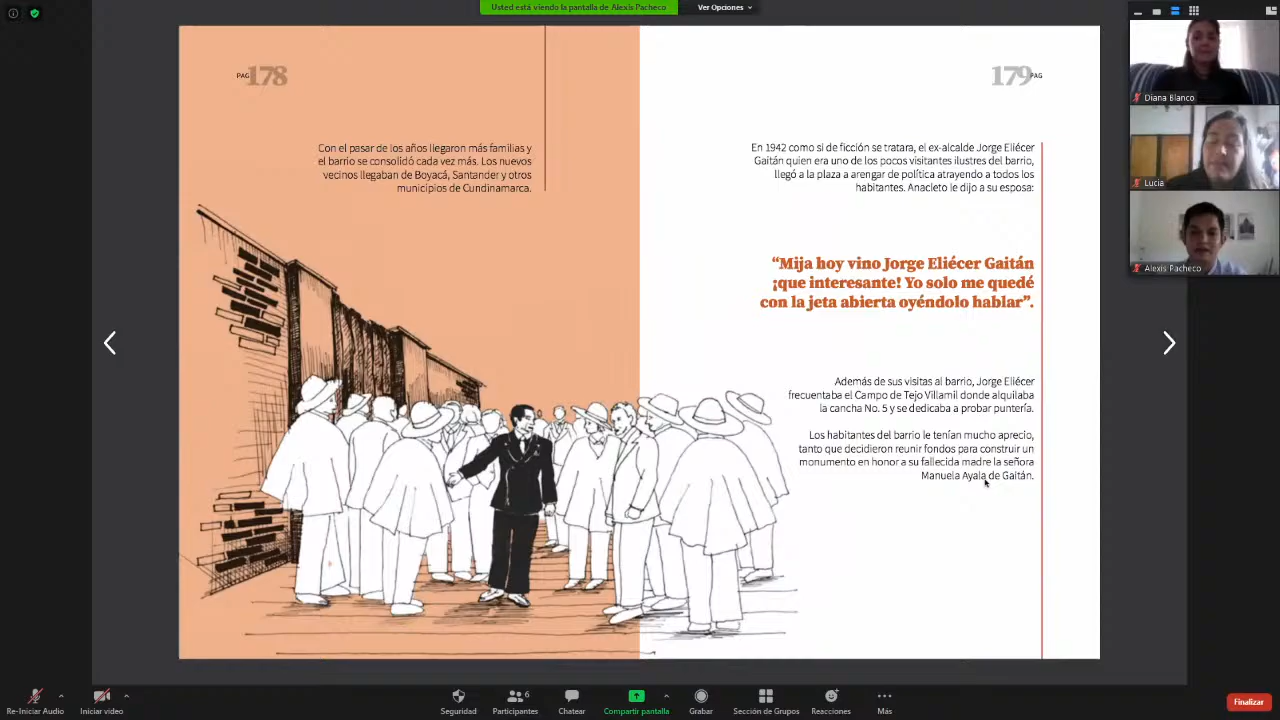 Usted está viendo la pantalla de Alexis Pacheco
Ver Opciones
PAG 178
Con el pasar de los años llegaron más familias y
el barrio se consolidó cada vez más. Los nuevos
vecinos llegaban de Boyacá, Santander y otros
municipios de Cundinamarca.
179 PAG
En 1942 como si de ficción se tratara, el ex-alcalde Jorge Eliécer
Gaitán quien era uno de los pocos visitantes ilustres del barrio,
llegó a la plaza a arengar de política atrayendo a todos los
habitantes. Anacleto le dijo a su esposa:
“Mija hoy vino Jorge Eliécer Gaitán
¡que interesante! Yo solo me quedé
con la jeta abierta oyéndolo hablar”.
Además de sus visitas al barrio, Jorge Eliécer
frecuentaba el Campo de Tejo Villamil donde alquilaba
la cancha No. 5 y se dedicaba a probar puntería.
Los habitantes del barrio le tenían mucho aprecio,
tanto que decidieron reunir fondos para construir un
monumento en honor a su fallecida madre la señora
Manuela Ayala de Gaitán.
Diana Blanco
Lucia
Alexis Pacheco
Re-Iniciar Audio
Iniciar video
Seguridad
6
Participantes
Chatear
Compartir pantalla
Grabar
Sección de Grupos
Reacciones
Más
Finalizar